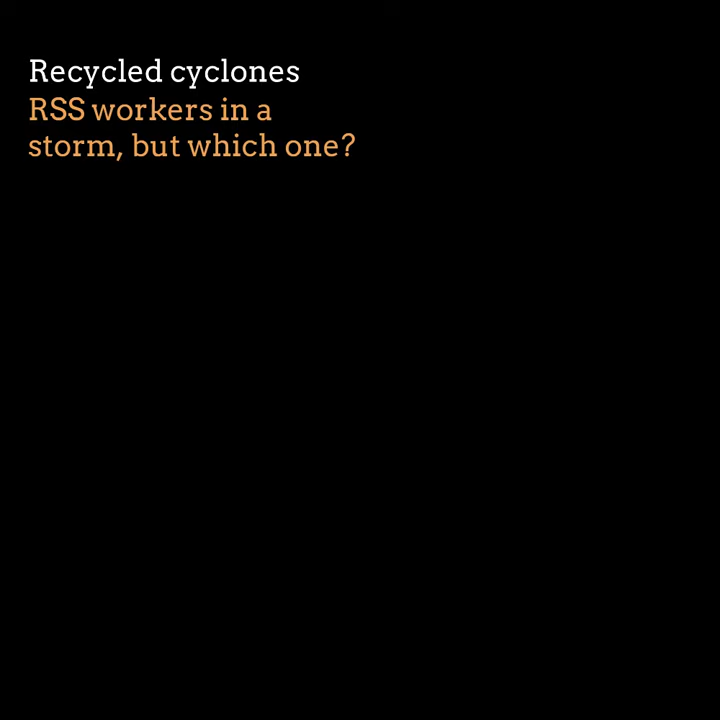 Recycled cyclones
RSS workers in a
storm, but which one?